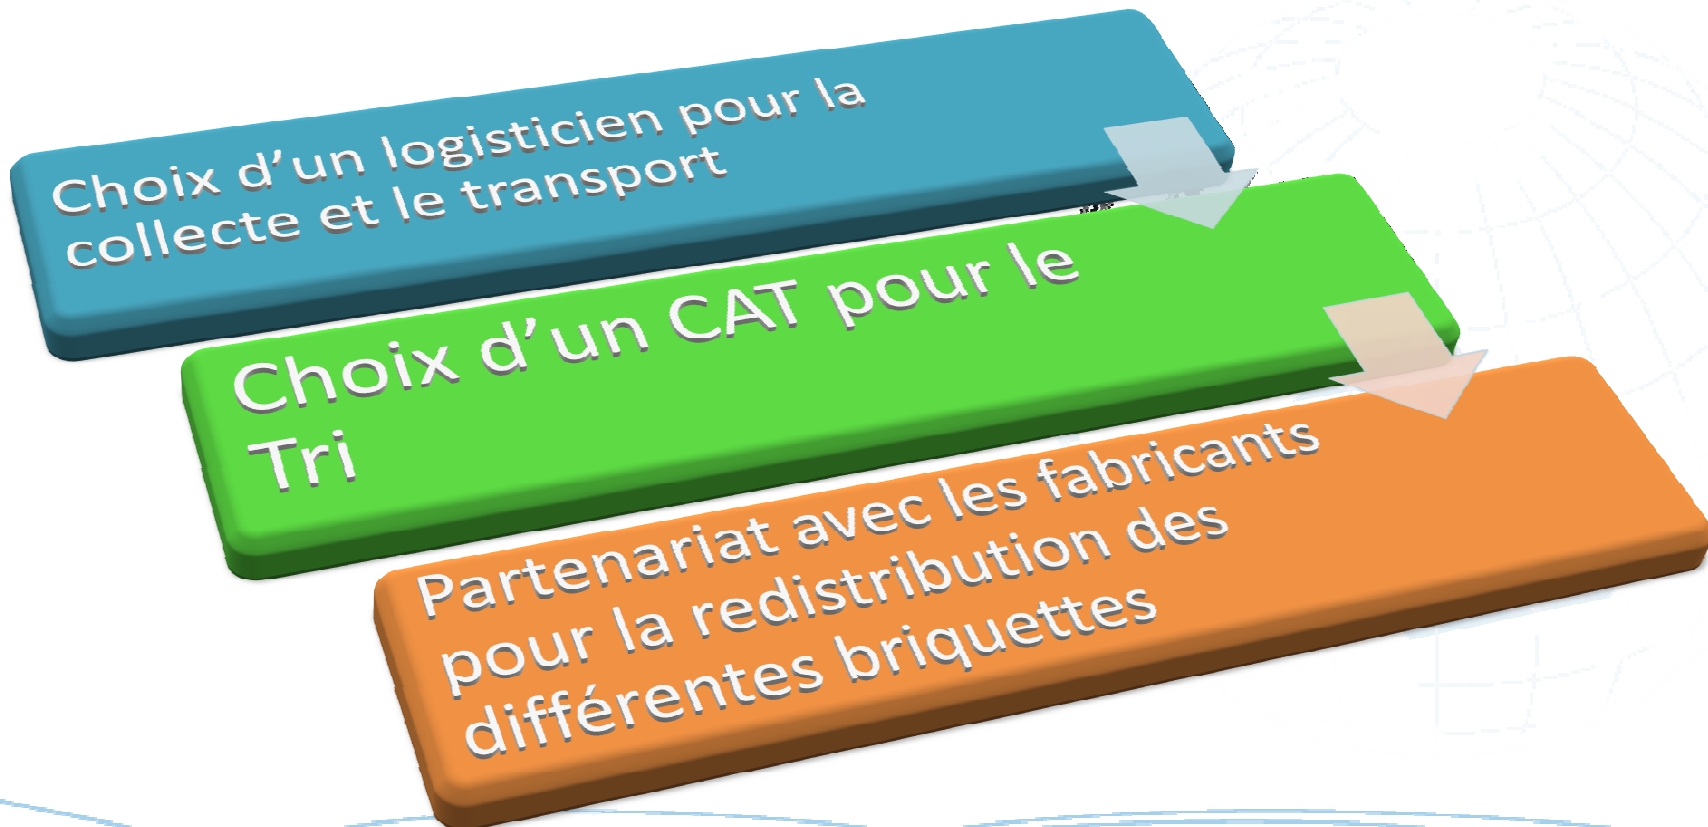 Choix d’un logisticien pour la
collecte et le transport
Choix d’un CAT pour le
Tri
Partenariat avec les fabricants
pour la redistribution des
différentes briquettes